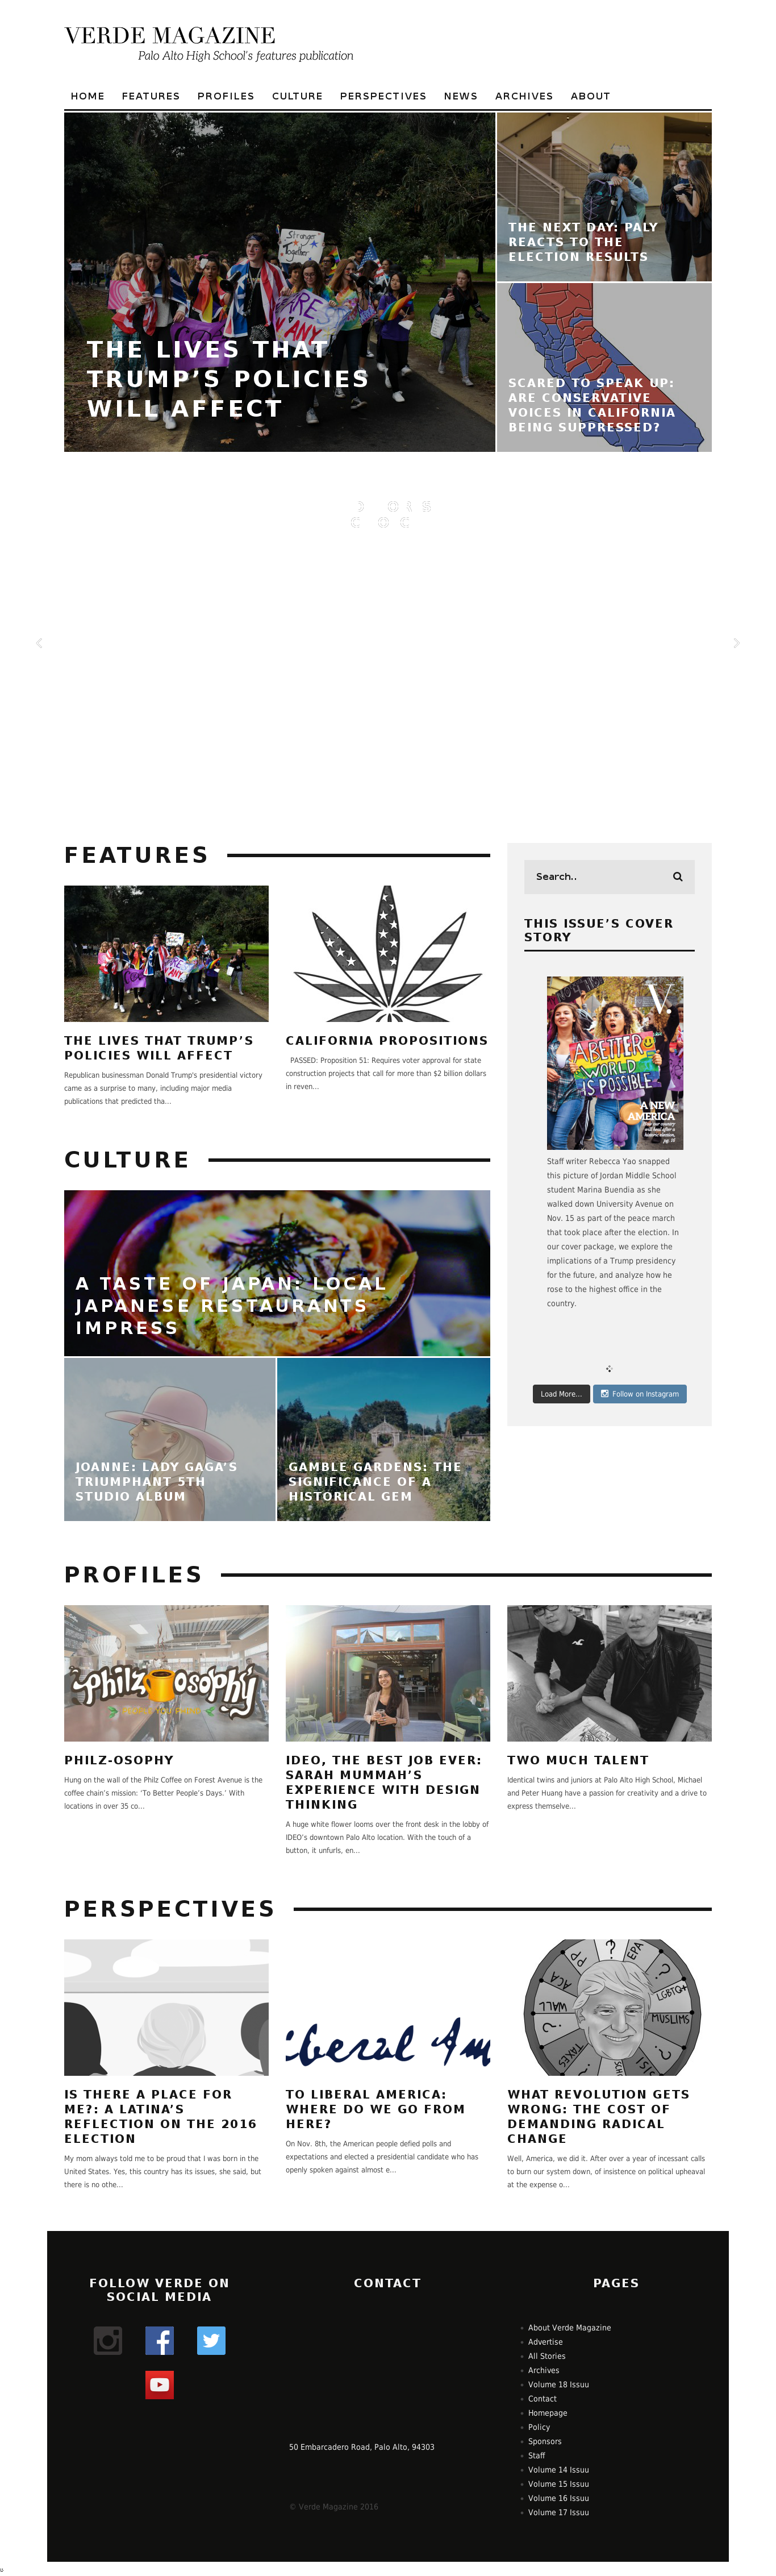 VERDE MAGAZINE
Palo Alto High School's features publication
HOME FEATURES PROFILES CULTURE PERSPECTIVES NEWS ARCHIVES ABOUT
Stronger
Together
THE LIVES THAT
TRUMP'S POLICIES
WILL AFFECT
THE NEXT DAY: PALY
REACTS TO THE
ELECTION RESULTS
SCARED TO SPEAK UP:
ARE CONSERVATIVE
VOICES IN CALIFORNIA
BEING SUPPRESSED?
FEATURES
THE LIVES THAT TRUMP'S
POLICIES WILL AFFECT
Republican businessman Donald Trump's presidential victory
came as a surprise to many, including major media
publications that predicted tha...
CALIFORNIA PROPOSITIONS
PASSED: Proposition 51: Requires voter approval for state
construction projects that call for more than $2 billion dollars
in reven...
Search..
THIS ISSUE'S COVER
STORY
V.
A BETTER
WORLD
IS POSSIBLE
A NEW
AMERICA
Staff writer Rebecca Yao snapped
this picture of Jordan Middle School
student Marina Buendia as she
walked down University Avenue on
Nov. 15 as part of the peace march
that took place after the election. In
our cover package, we explore the
implications of a Trump presidency
for the future, and analyze how he
rose to the highest office in the
country.
Load More...
Follow on Instagram
CULTURE
A TASTE OF JAPAN: LOCAL
JAPANESE RESTAURANTS
IMPRESS
JOANNE: LADY GAGA'S
TRIUMPHANT 5TH
STUDIO ALBUM
GAMBLE GARDENS: THE
SIGNIFICANCE OF A
HISTORICAL GEM
PROFILES
philz osophy
PHILZ-OSOPHY
Hung on the wall of the Philz Coffee on Forest Avenue is the
coffee chain's mission: 'To Better People's Days.' With
locations in over 35 co...
IDEO, THE BEST JOB EVER:
SARAH MUMMAH'S
EXPERIENCE WITH DESIGN
THINKING
A huge white flower looms over the front desk in the lobby of
IDEO's downtown Palo Alto location. With the touch of a
button, it unfurls, en...
TWO MUCH TALENT
Identical twins and juniors at Palo Alto High School, Michael
and Peter Huang have a passion for creativity and a drive to
express themselve...
PERSPECTIVES
IS THERE A PLACE FOR
ME?: A LATINA'S
REFLECTION ON THE 2016
ELECTION
My mom always told me to be proud that I was born in the
United States. Yes, this country has its issues, she said, but
there is no othe...
iberal Am
TO LIBERAL AMERICA:
WHERE DO WE GO FROM
HERE?
On Nov. 8th, the American people defied polls and
expectations and elected a presidential candidate who has
openly spoken against almost e...
TAXES ? WALL ACA PP ? EPA ? LGBTQ+ MUSLIMS ? ISIS
WHAT REVOLUTION GETS
WRONG: THE COST OF
DEMANDING RADICAL
CHANGE
Well, America, we did it. After over a year of incessant calls
to burn our system down, of insistence on political upheaval
at the expense o...
FOLLOW VERDE ON
SOCIAL MEDIA
CONTACT
50 Embarcadero Road, Palo Alto, 94303
© Verde Magazine 2016
PAGES
About Verde Magazine
Advertise
All Stories
Archives
Volume 18 Issuu
Contact
Homepage
Policy
Sponsors
Staff
Volume 14 Issuu
Volume 15 Issuu
Volume 16 Issuu
Volume 17 Issuu